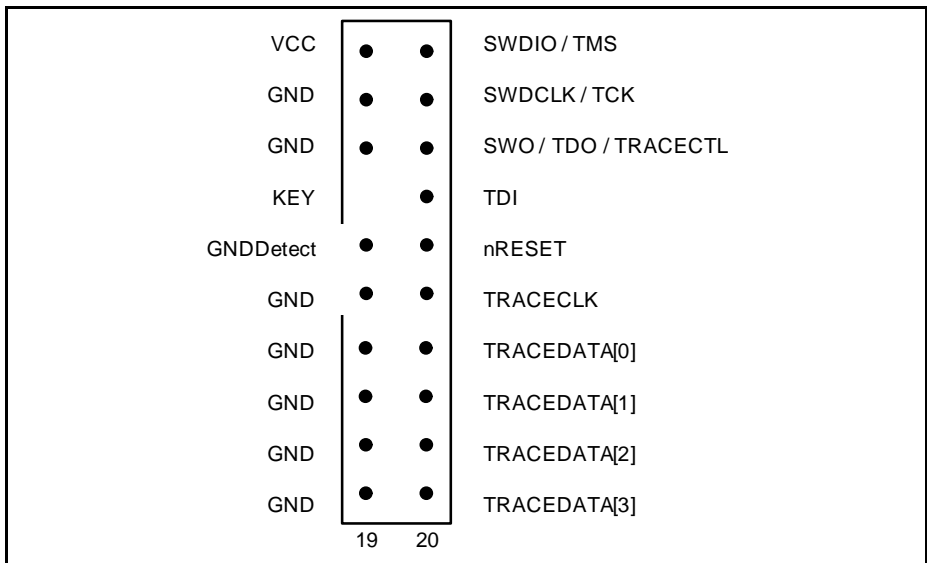 VCC SWDIO / TMS
GND SWDCLK / TCK
GND SWO / TDO / TRACECTL
KEY TDI
GNDDetect nRESET
GND TRACECLK
GND TRACEDATA[0]
GND TRACEDATA[1]
GND TRACEDATA[2]
GND TRACEDATA[3]
19 20